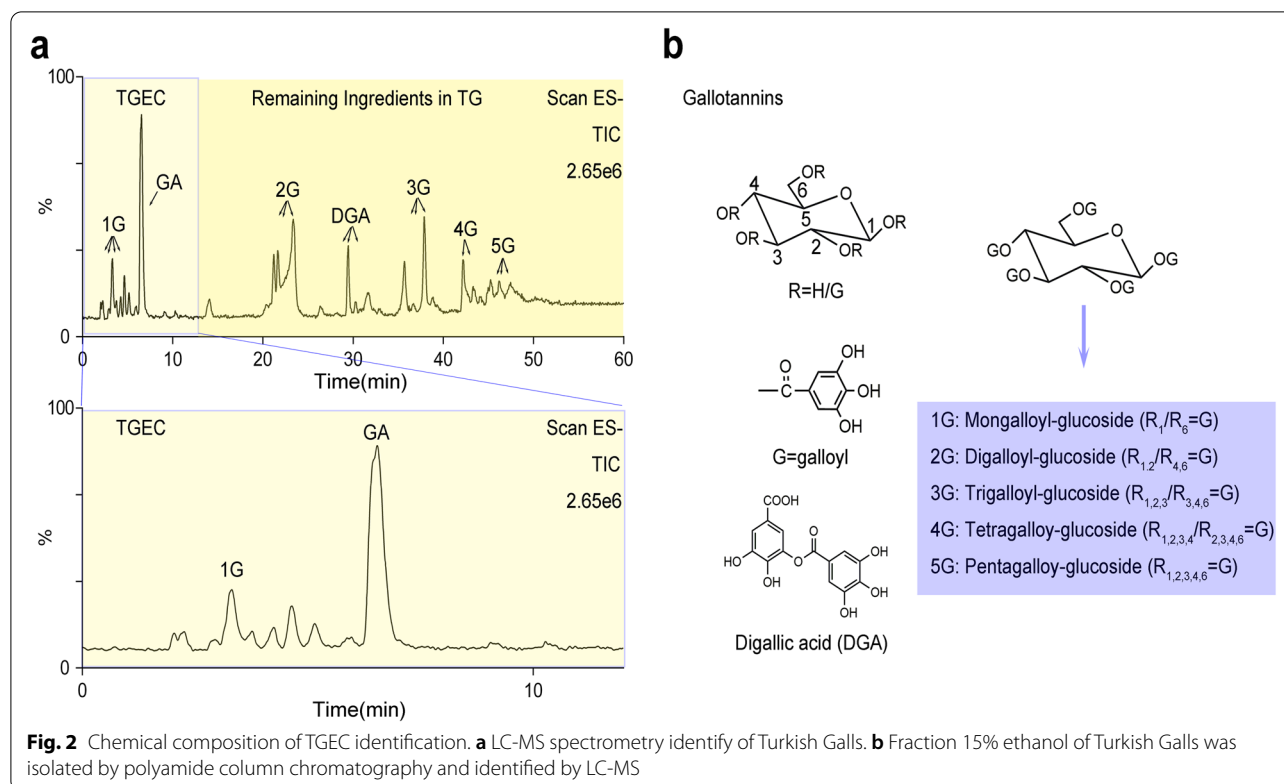 a
100
TGEC
Remaining Ingredients in TG
Scan ES-
TIC
2.65e6
GA
1G
2G
DGA
3G
4G
5G
%
0
0 10 20 30 40 50 60
Time(min)
100
TGEC
Scan ES-
TIC
2.65e6
GA
1G
%
0
0 10
Time(min)
b
Gallotannins
OR
4 6 O
RO 5 1 OR
RO 2 OR
3
R=H/G
O OH
C OH
OH
G=galloyl
COOH
O OH
HO O OH
OH OH
Digallic acid (DGA)
OG
GO O OG
GO OG
1G: Mongalloyl-glucoside (R1/R6=G)
2G: Digalloyl-glucoside (R1.2/R4,6=G)
3G: Trigalloyl-glucoside (R1,2,3/R3,4,6=G)
4G: Tetragalloy-glucoside (R1,2,3,4/R2,3,4,6=G)
5G: Pentagalloy-glucoside (R1,2,3,4,6=G)
Fig. 2 Chemical composition of TGEC identification. a LC-MS spectrometry identify of Turkish Galls. b Fraction 15% ethanol of Turkish Galls was
isolated by polyamide column chromatography and identified by LC-MS